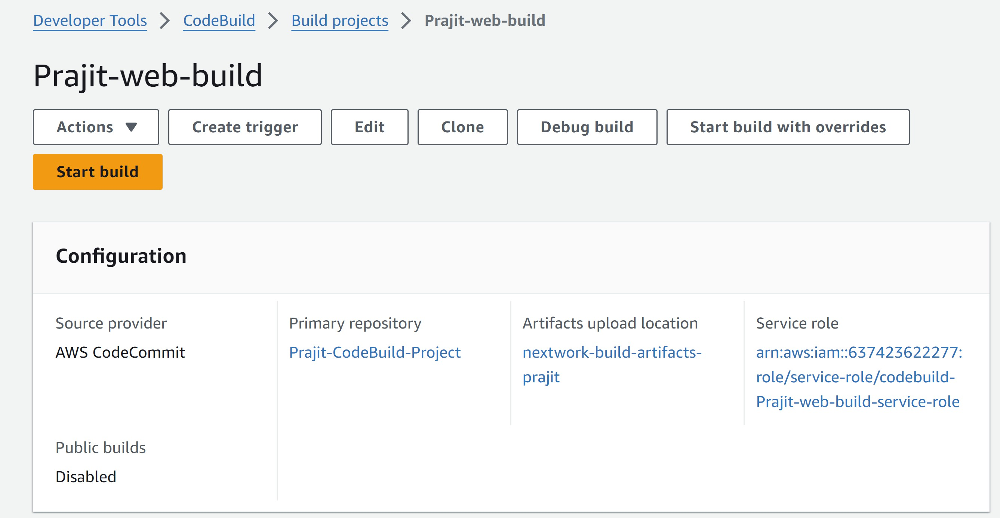 Developer Tools > CodeBuild > Build projects > Prajit-web-build
Prajit-web-build
Actions ▼ Create trigger Edit Clone Debug build Start build with overrides
Start build
Configuration
Source provider
AWS CodeCommit
Primary repository
Prajit-CodeBuild-Project
Artifacts upload location
nextwork-build-artifacts-
prajit
Service role
arn:aws:iam::637423622277:
role/service-role/codebuild-
Prajit-web-build-service-role
Public builds
Disabled